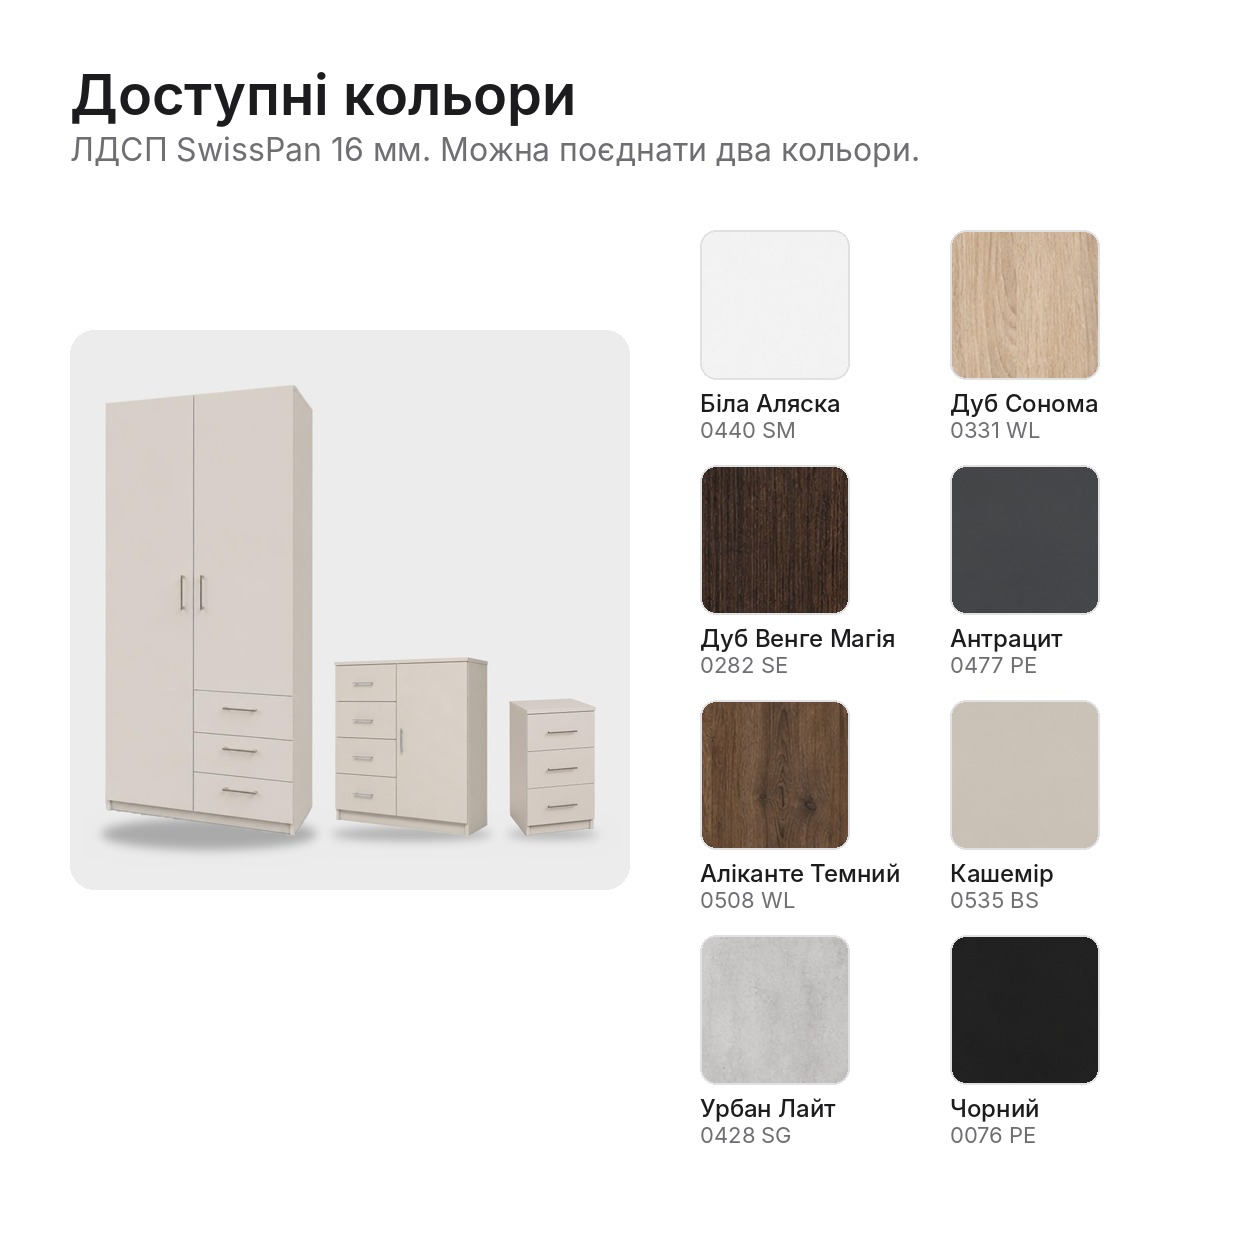 Доступні кольори
ЛДСП SwissPan 16 мм. Можна поєднати два кольори.
Біла Аляска
0440 SM
Дуб Сонома
0331 WL
Дуб Венге Магія
0282 SE
Антрацит
0477 PE
Аліканте Темний
0508 WL
Кашемір
0535 BS
Урбан Лайт
0428 SG
Чорний
0076 PE